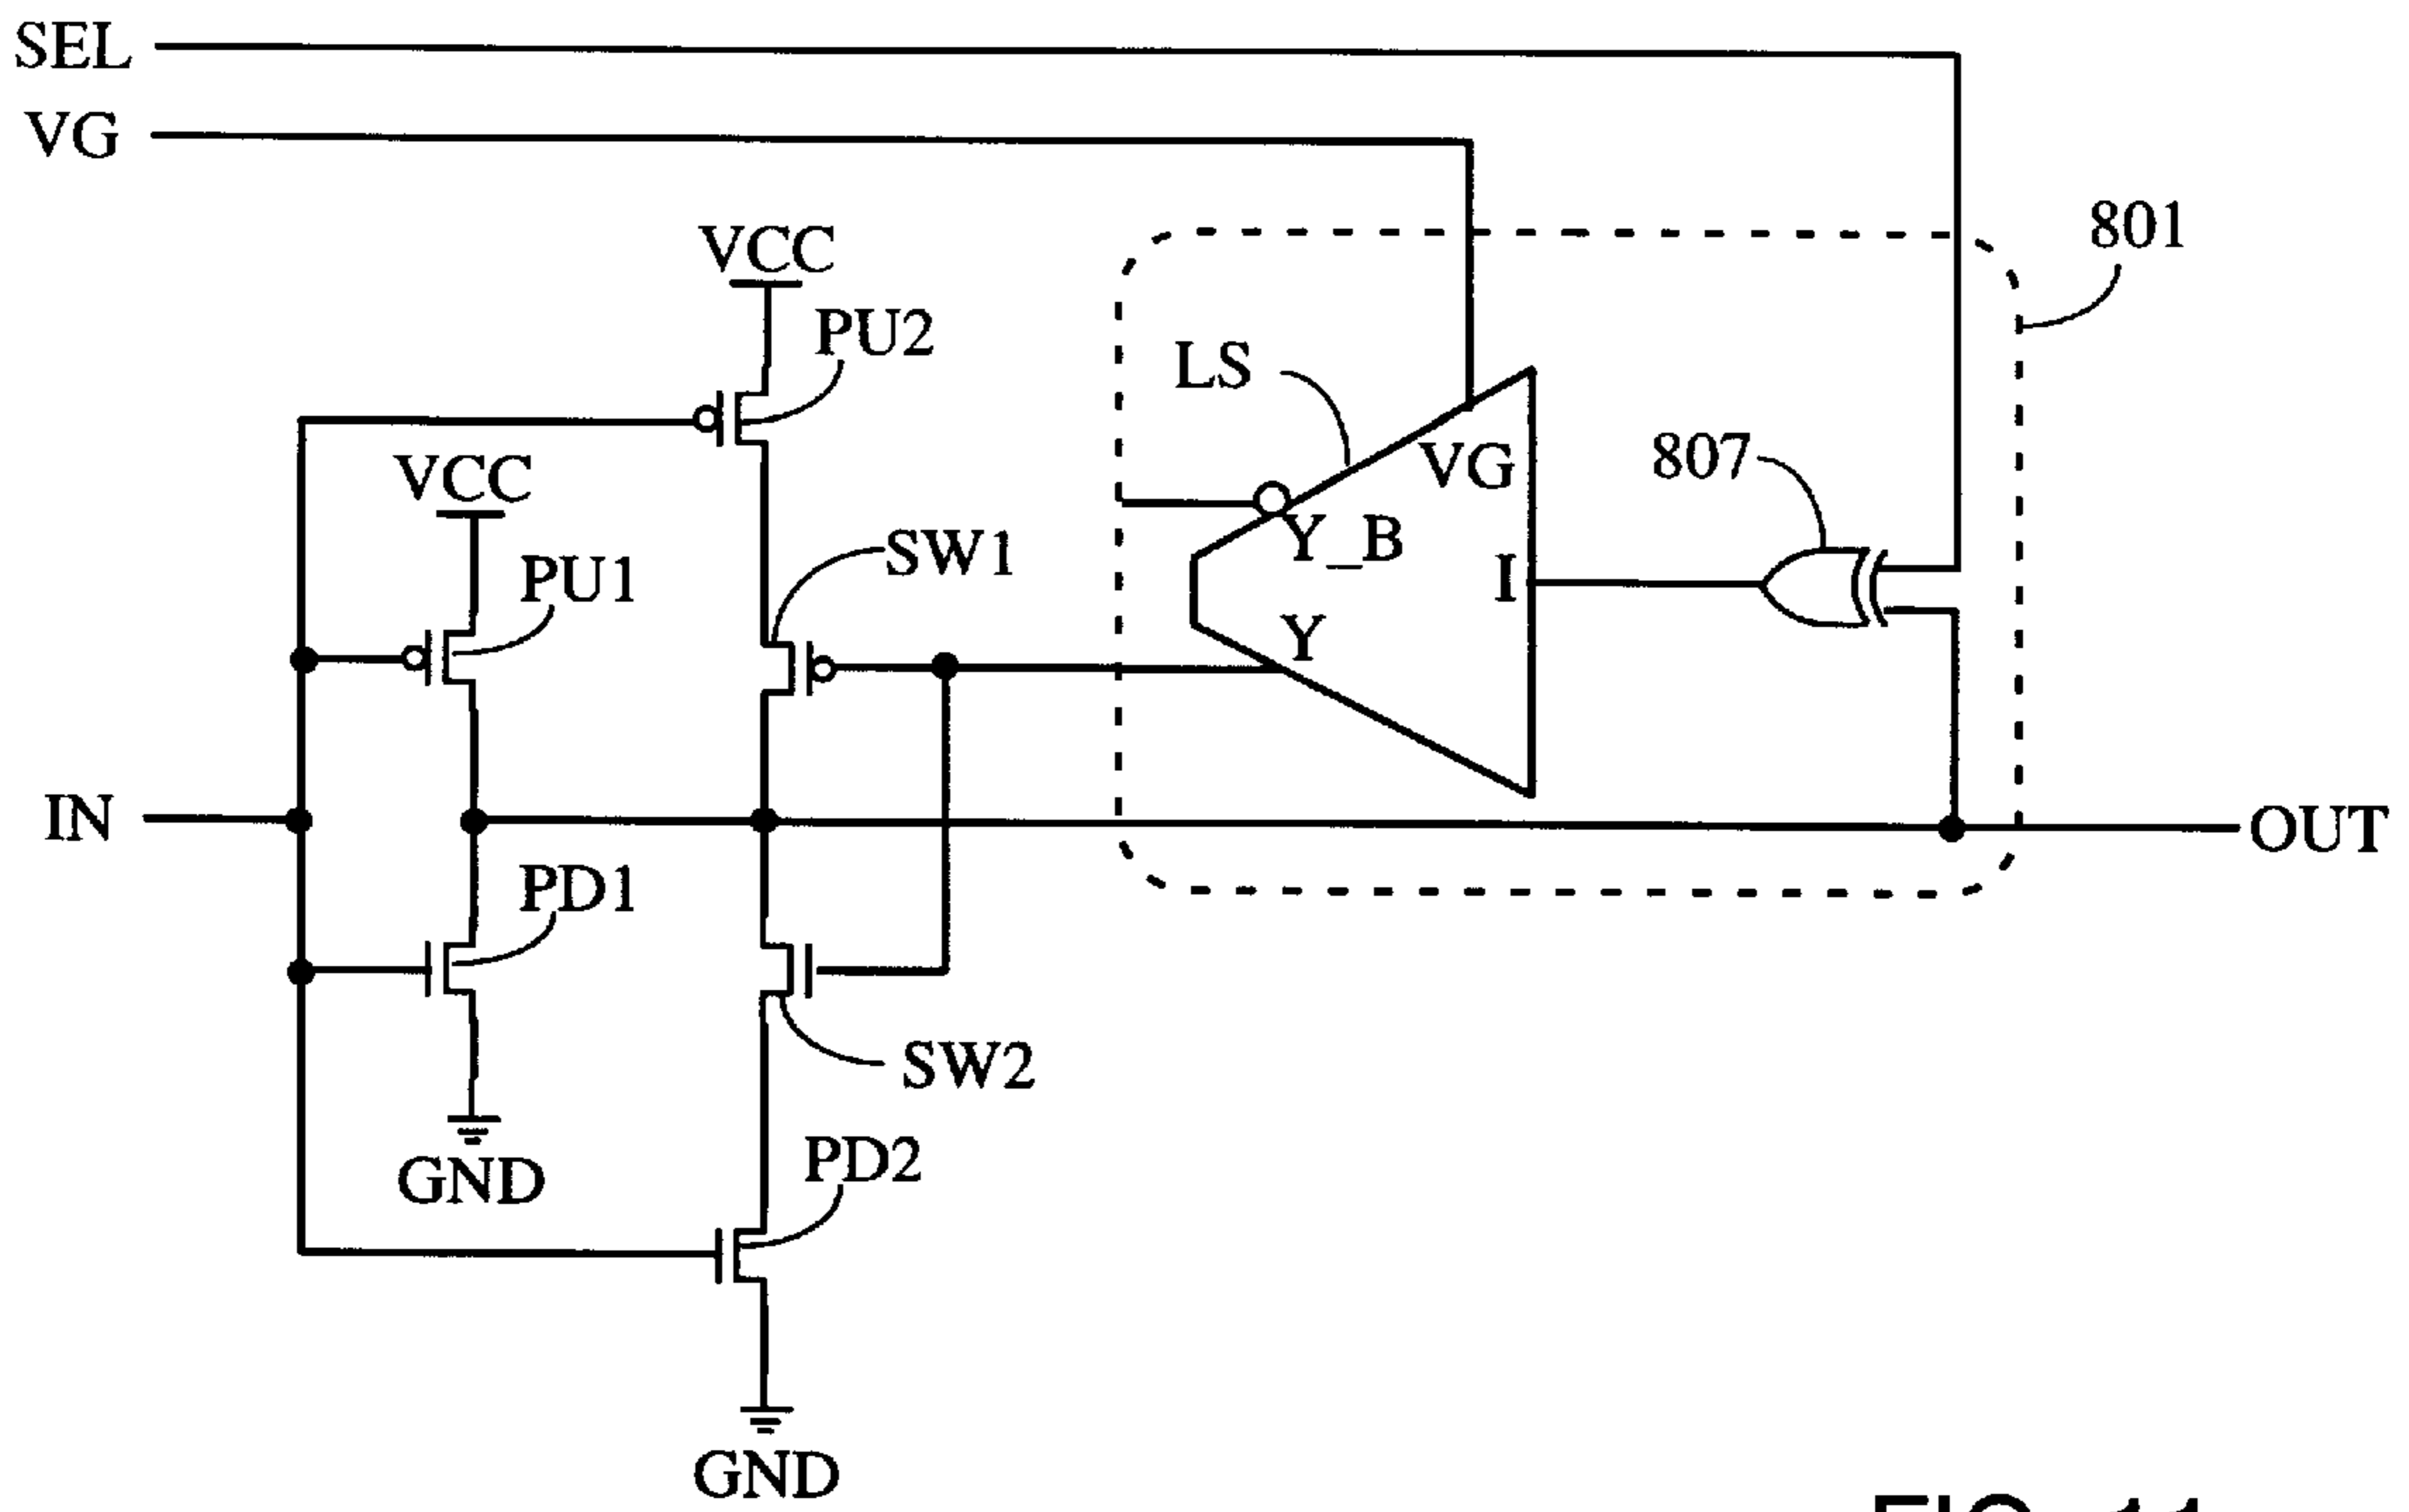 SEL
VG
801
VCC
PU2
LS
VG
807
VCC
SW1
Y_B
PU1
I
Y
IN
OUT
PD1
SW2
PD2
GND
GND